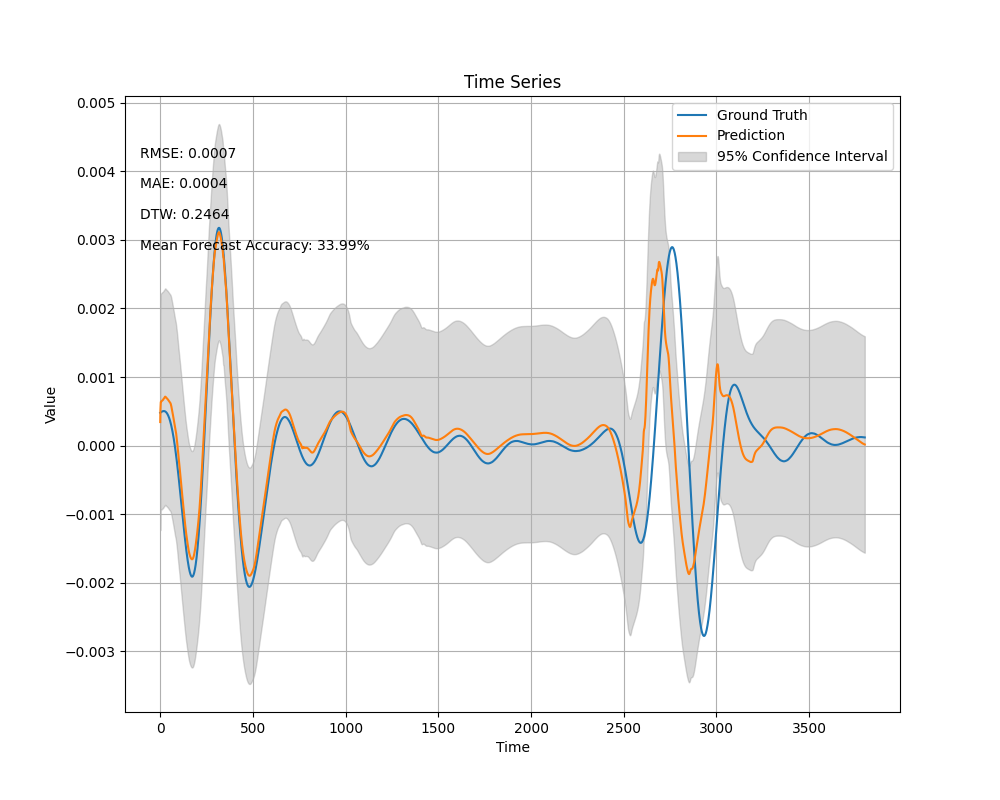 Time Series
Ground Truth
Prediction
95% Confidence Interval
RMSE: 0.0007
MAE: 0.0004
DTW: 0.2464
Mean Forecast Accuracy: 33.99%
0.005
0.004
0.003
0.002
0.001
0.000
−0.001
−0.002
−0.003
Value
0 500 1000 1500 2000 2500 3000 3500
Time